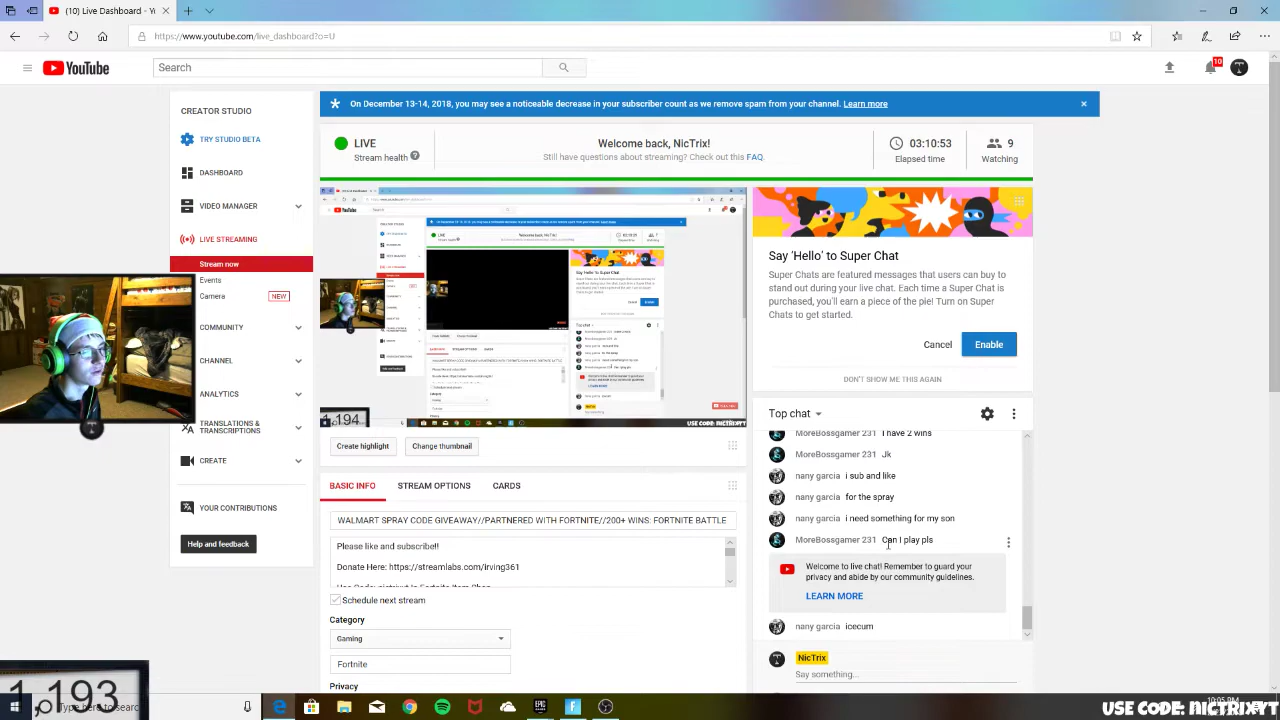 (10) Live Dashboard - Y
https://www.youtube.com/live_dashboard?o=U
YouTube
Search
10
CREATOR STUDIO
TRY STUDIO BETA
DASHBOARD
VIDEO MANAGER
LIVE STREAMING
Stream now
Events
Camera
NEW
COMMUNITY
CHANNEL
ANALYTICS
TRANSLATIONS &
TRANSCRIPTIONS
CREATE
YOUR CONTRIBUTIONS
Help and feedback
On December 13-14, 2018, you may see a noticeable decrease in your subscriber count as we remove spam from your channel. Learn more
LIVE
Stream health
Welcome back, NicTrix!
Still have questions about streaming? Check out this FAQ.
03:10:53
Elapsed time
9
Watching
194
USE CODE: NICTRIXYT
Create highlight
Change thumbnail
BASIC INFO
STREAM OPTIONS
CARDS
WALMART SPRAY CODE GIVEAWAY//PARTNERED WITH FORTNITE//200+ WINS: FORTNITE BATTLE
Please like and subscribe!!
Donate Here: https://streamlabs.com/irving361
Schedule next stream
Category
Gaming
Fortnite
Privacy
Say 'Hello' to Super Chat
Super Chats are featured messages that users can buy to
stand out during your live chat. Each time a Super Chat is
purchased, you'll earn a piece of the pie! Turn on Super
Chats to get started.
Cancel
Enable
DON'T SHOW ME THIS AGAIN
Top chat
MoreBossgamer 231 I have 2 wins
MoreBossgamer 231 Jk
nany garcia i sub and like
nany garcia for the spray
nany garcia i need something for my son
MoreBossgamer 231 Can I play plz
Welcome to live chat! Remember to guard your
privacy and abide by our community guidelines.
LEARN MORE
nany garcia icecum
NicTrix
Say something...
1,193
Type here to search
USE CODE: NICTRIXYT